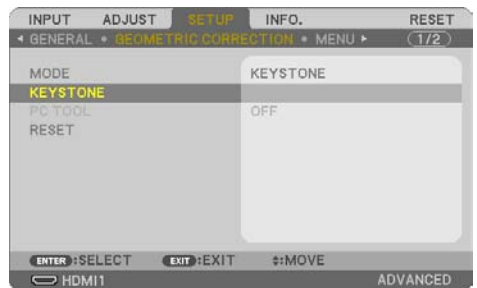 INPUT ADJUST SETUP INFO. RESET
◄ GENERAL • GEOMETRIC CORRECTION • MENU ► (1/2)
MODE KEYSTONE
KEYSTONE
PC TOOL OFF
RESET
ENTER:SELECT EXIT:EXIT ⬍:MOVE
HDMI1 ADVANCED